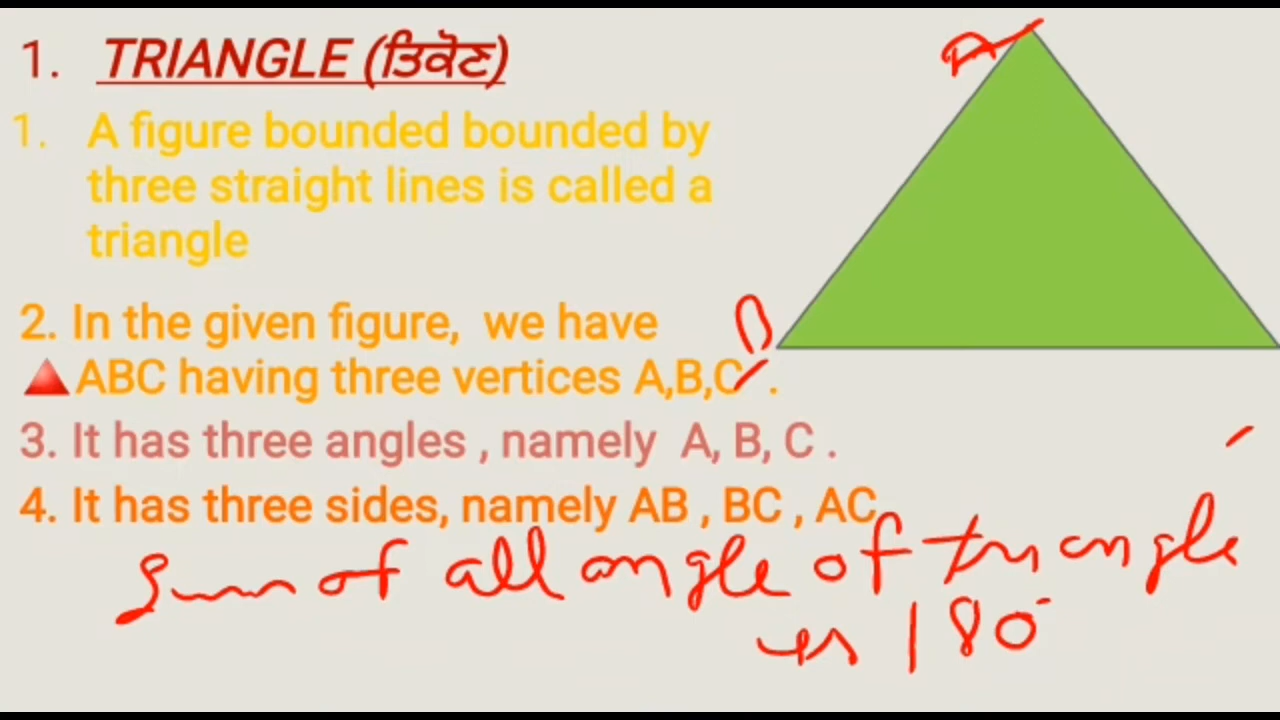 1. TRIANGLE (ਤਿਕੋਣ)
1. A figure bounded bounded by
three straight lines is called a
triangle
2. In the given figure, we have
🔺ABC having three vertices A,B,C .
3. It has three angles , namely A, B, C .
4. It has three sides, namely AB , BC , AC
Sum of all angle of triangle
is 180°